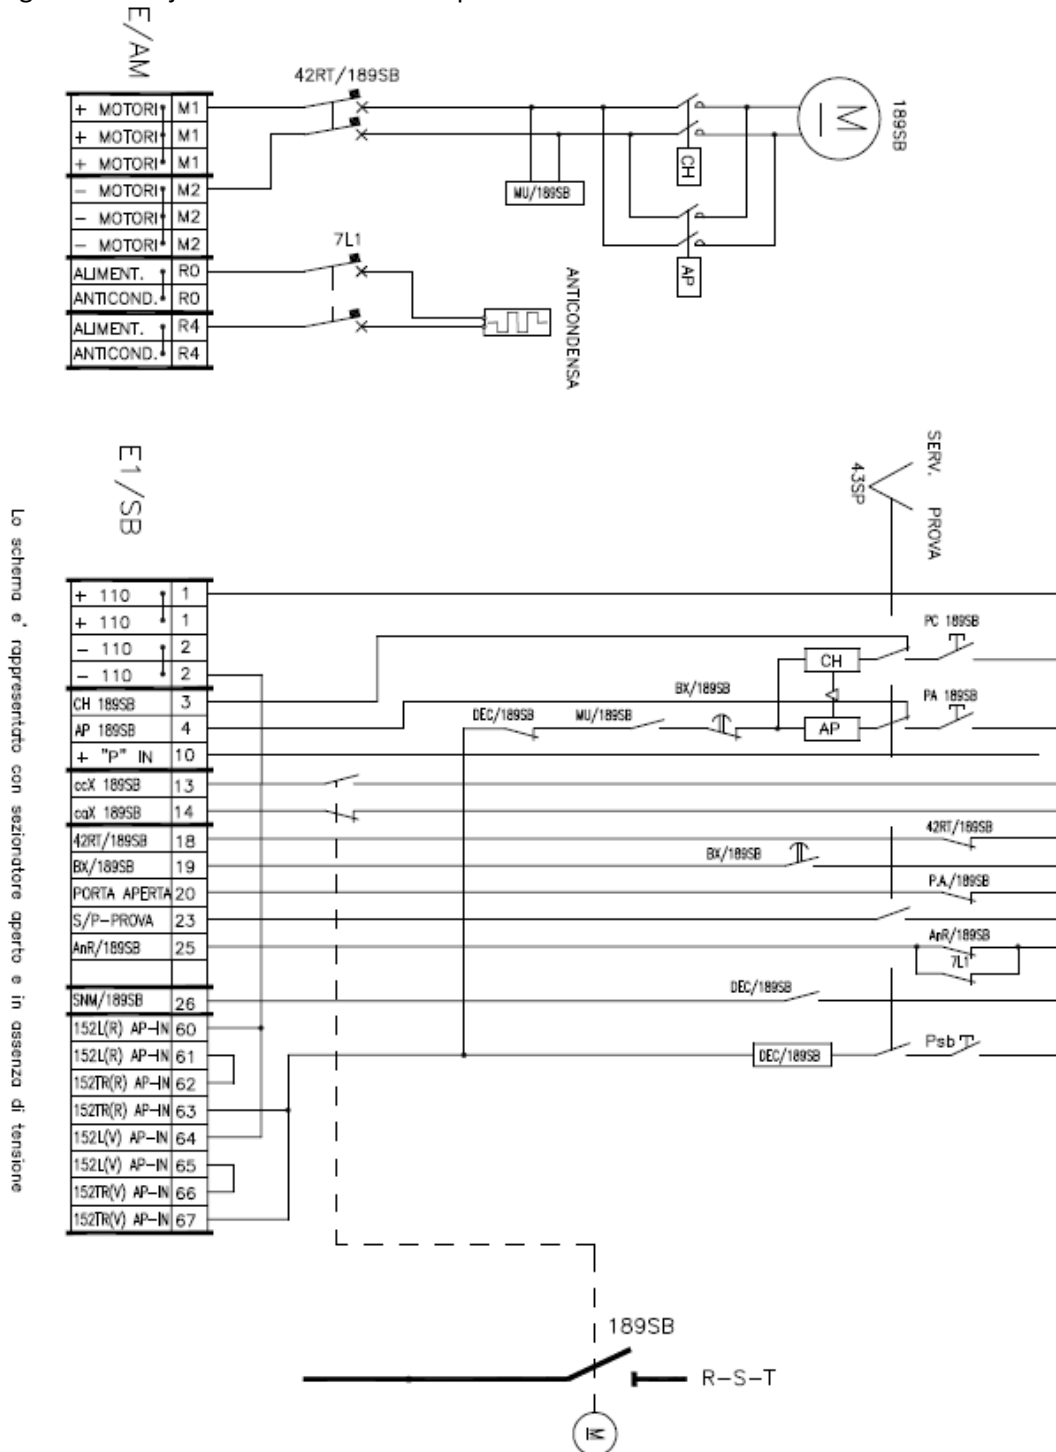 E/AM
42RT/189SB
189SB
M
+ MOTORI M1
+ MOTORI M1
+ MOTORI M1
- MOTORI M2
- MOTORI M2
- MOTORI M2
ALIMENT. R0
ANTICOND. R0
ALIMENT. R4
ANTICOND. R4
CH
MU/189SB
AP
7L1
ANTICONDENSA
E1/SB
SERV. PROVA
43SP
+ 110 1
+ 110 1
- 110 2
- 110 2
CH 189SB 3
AP 189SB 4
+ "P" IN 10
ccX 189SB 13
caX 189SB 14
42RT/189SB 18
BX/189SB 19
PORTA APERTA 20
S/P-PROVA 23
AnR/189SB 25
SNM/189SB 26
152L(R) AP-IN 60
152L(R) AP-IN 61
152TR(R) AP-IN 62
152TR(R) AP-IN 63
152L(V) AP-IN 64
152L(V) AP-IN 65
152TR(V) AP-IN 66
152TR(V) AP-IN 67
PC 189SB
CH
BX/189SB
PA 189SB
DEC/189SB
MU/189SB
AP
42RT/189SB
BX/189SB
P.A./189SB
AnR/189SB
7L1
DEC/189SB
DEC/189SB
Psb
Lo schema e' rappresentato con sezionatore aperto e in assenza di tensione
189SB
R-S-T
M